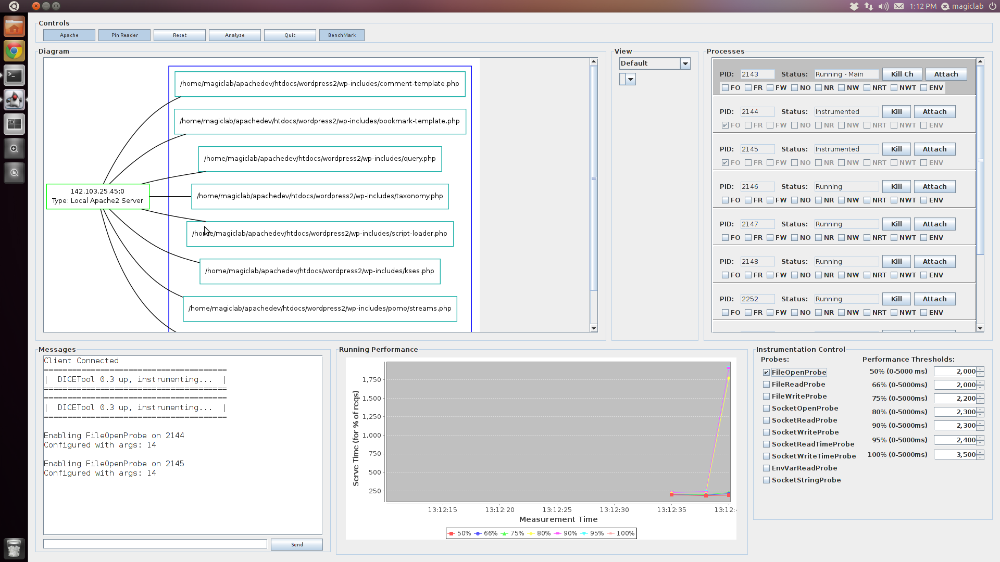 1:12 PM magiclab
Controls
Apache Pin Reader Reset Analyze Quit BenchMark
Diagram
/home/magiclab/apachedev/htdocs/wordpress2/wp-includes/comment-template.php
/home/magiclab/apachedev/htdocs/wordpress2/wp-includes/bookmark-template.php
/home/magiclab/apachedev/htdocs/wordpress2/wp-includes/query.php
142.103.25.45:0
Type: Local Apache2 Server
/home/magiclab/apachedev/htdocs/wordpress2/wp-includes/taxonomy.php
/home/magiclab/apachedev/htdocs/wordpress2/wp-includes/script-loader.php
/home/magiclab/apachedev/htdocs/wordpress2/wp-includes/kses.php
/home/magiclab/apachedev/htdocs/wordpress2/wp-includes/pomo/streams.php
View
Default
Processes
PID: 2143 Status: Running - Main Kill Ch Attach
FO FR FW NO NR NW NRT NWT ENV
PID: 2144 Status: Instrumented Kill Attach
FO FR FW NO NR NW NRT NWT ENV
PID: 2145 Status: Instrumented Kill Attach
FO FR FW NO NR NW NRT NWT ENV
PID: 2146 Status: Running Kill Attach
FO FR FW NO NR NW NRT NWT ENV
PID: 2147 Status: Running Kill Attach
FO FR FW NO NR NW NRT NWT ENV
PID: 2148 Status: Running Kill Attach
FO FR FW NO NR NW NRT NWT ENV
PID: 2252 Status: Running Kill Attach
FO FR FW NO NR NW NRT NWT ENV
Messages
Client Connected
=======================================
|  DICETool 0.3 up, instrumenting...  |
=======================================
=======================================
|  DICETool 0.3 up, instrumenting...  |
=======================================
Enabling FileOpenProbe on 2144
Configured with args: 14
Enabling FileOpenProbe on 2145
Configured with args: 14
Send
Running Performance
Serve Time (for % of reqs)
1,750
1,500
1,250
1,000
750
500
250
13:12:15 13:12:20 13:12:25 13:12:30 13:12:35 13:12:4
Measurement Time
50% 66% 75% 80% 90% 95% 100%
Instrumentation Control
Probes:
FileOpenProbe
FileReadProbe
FileWriteProbe
SocketOpenProbe
SocketReadProbe
SocketWriteProbe
SocketReadTimeProbe
SocketWriteTimeProbe
EnvVarReadProbe
SocketStringProbe
Performance Thresholds:
50% (0-5000 ms) 2,000
66% (0-5000ms) 2,000
75% (0-5000ms) 2,200
80% (0-5000ms) 2,300
90% (0-5000ms) 2,300
95% (0-5000ms) 2,400
100% (0-5000ms) 3,500